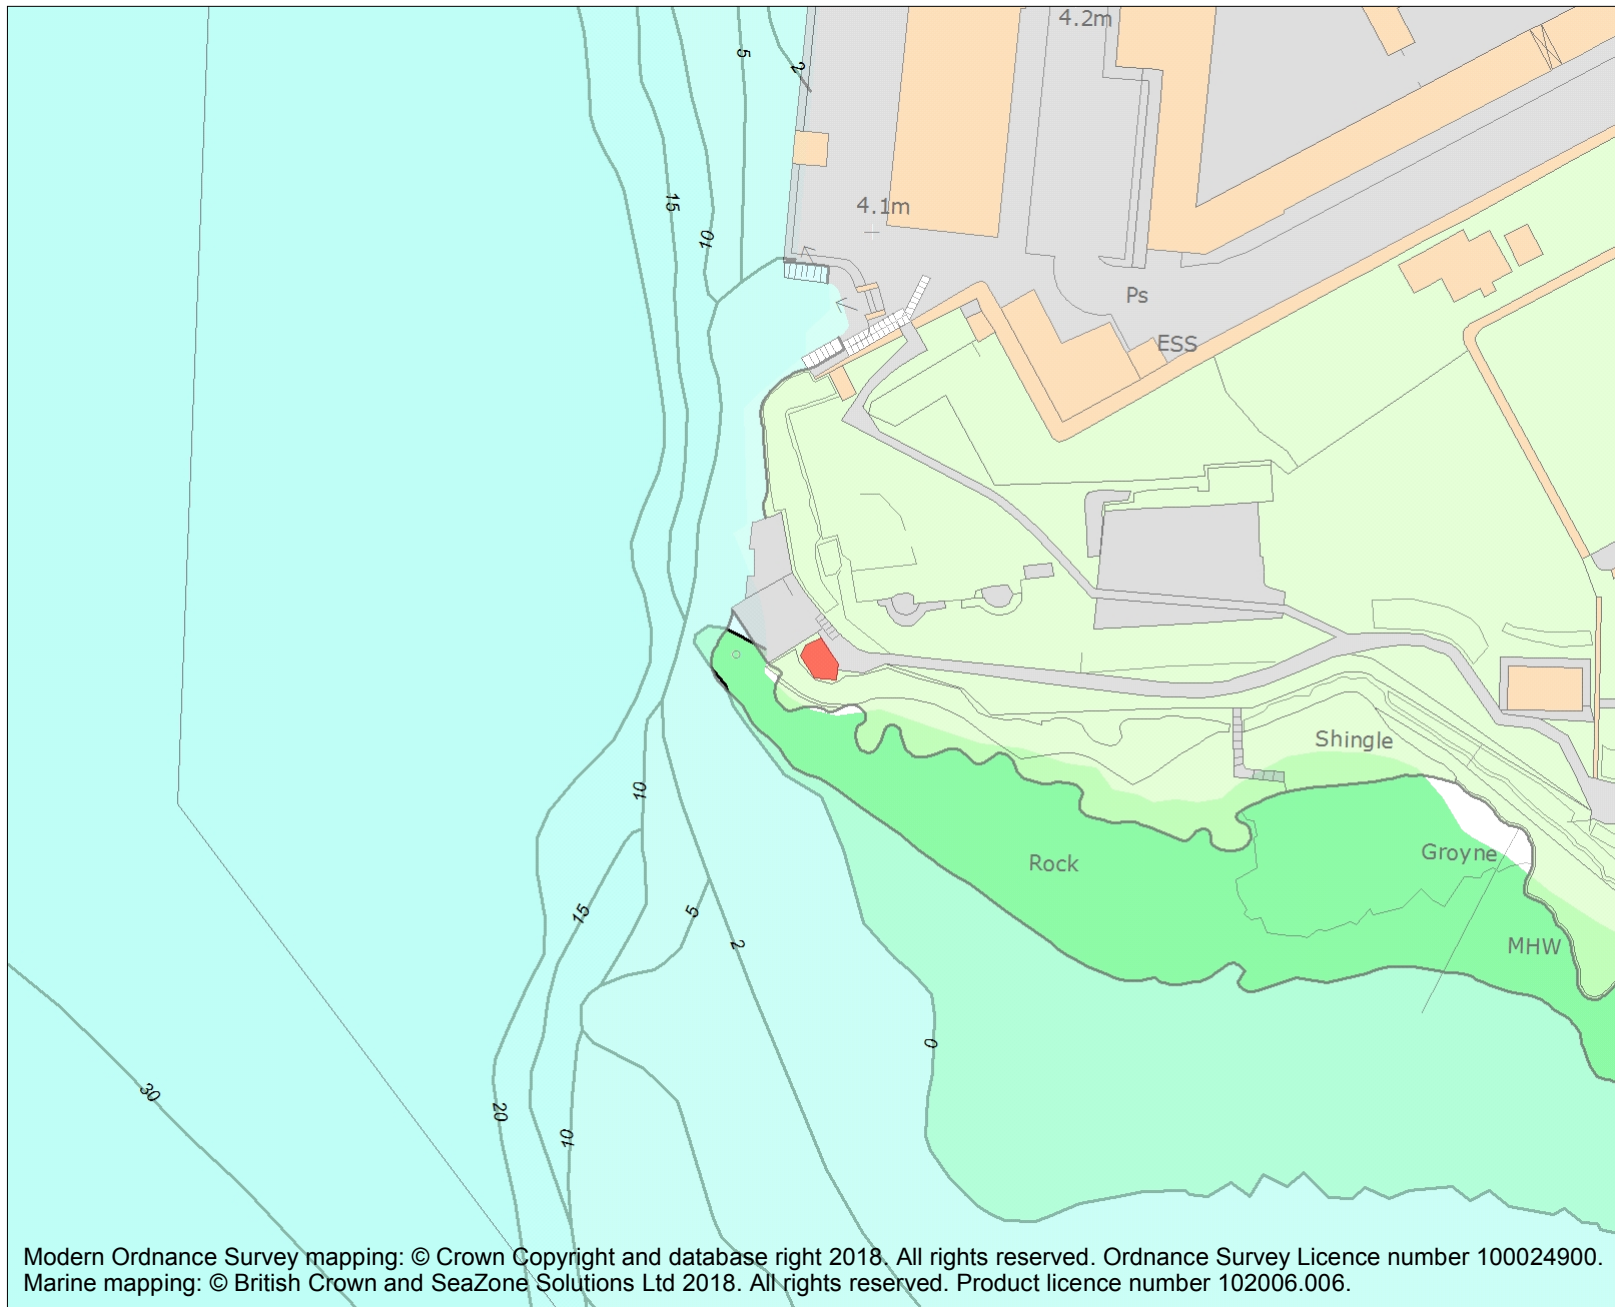 4.2m
5
2
15
4.1m
10
Ps
ESS
Shingle
10
Groyne
Rock
15
5
2
MHW
0
30
20
10
Modern Ordnance Survey mapping: © Crown Copyright and database right 2018. All rights reserved. Ordnance Survey Licence number 100024900.
Marine mapping: © British Crown and SeaZone Solutions Ltd 2018. All rights reserved. Product licence number 102006.006.